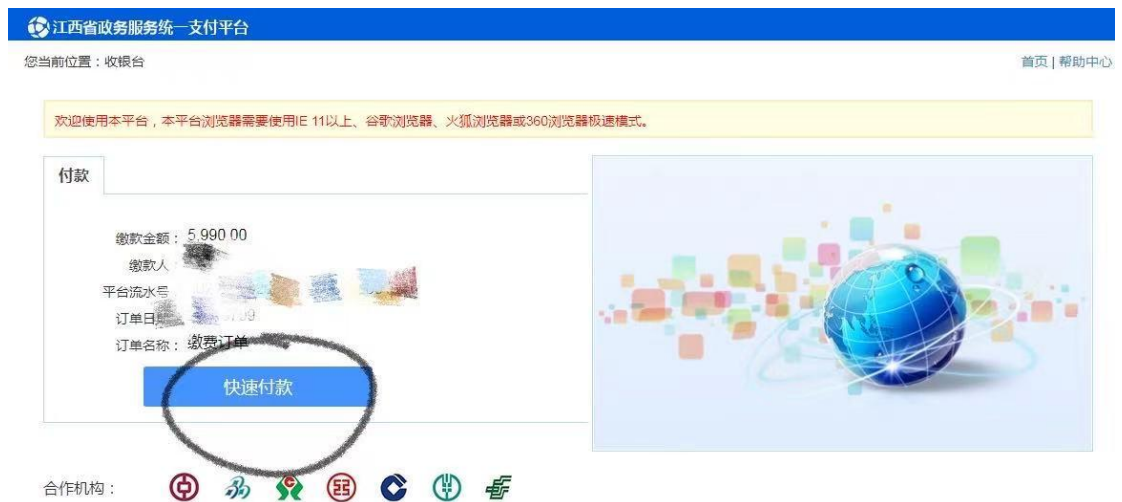 江西省政务服务统一支付平台
您当前位置：收银台
首页 | 帮助中心
欢迎使用本平台，本平台浏览器需要使用IE 11以上、谷歌浏览器、火狐浏览器或360浏览器极速模式。
付款
缴款金额： 5,990 00
缴款人
平台流水号
订单日
订单名称： 缴费订单
快速付款
合作机构：